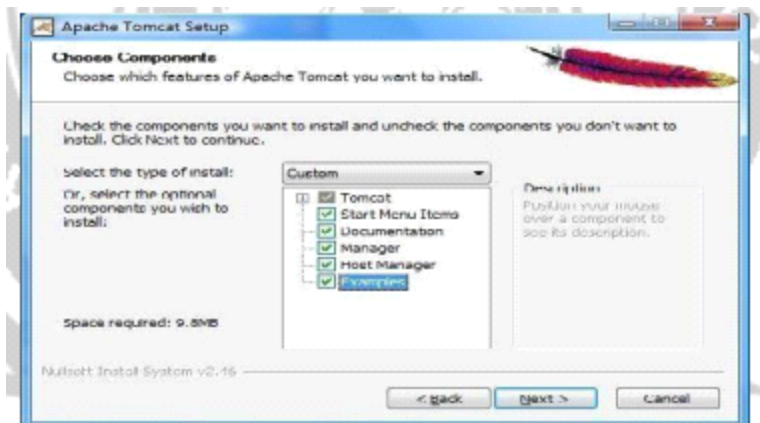 Apache Tomcat Setup
Choose Components
Choose which features of Apache Tomcat you want to install.
Check the components you want to install and uncheck the components you don't want to
install. Click Next to continue.
Select the type of install:
Custom
Or, select the optional
components you wish to
install:
Tomcat
Start Menu Items
Documentation
Manager
Host Manager
Examples
Description
Position your mouse
over a component to
see its description.
Space required: 9.8MB
Nullsoft Install System v2.46
< Back
Next >
Cancel